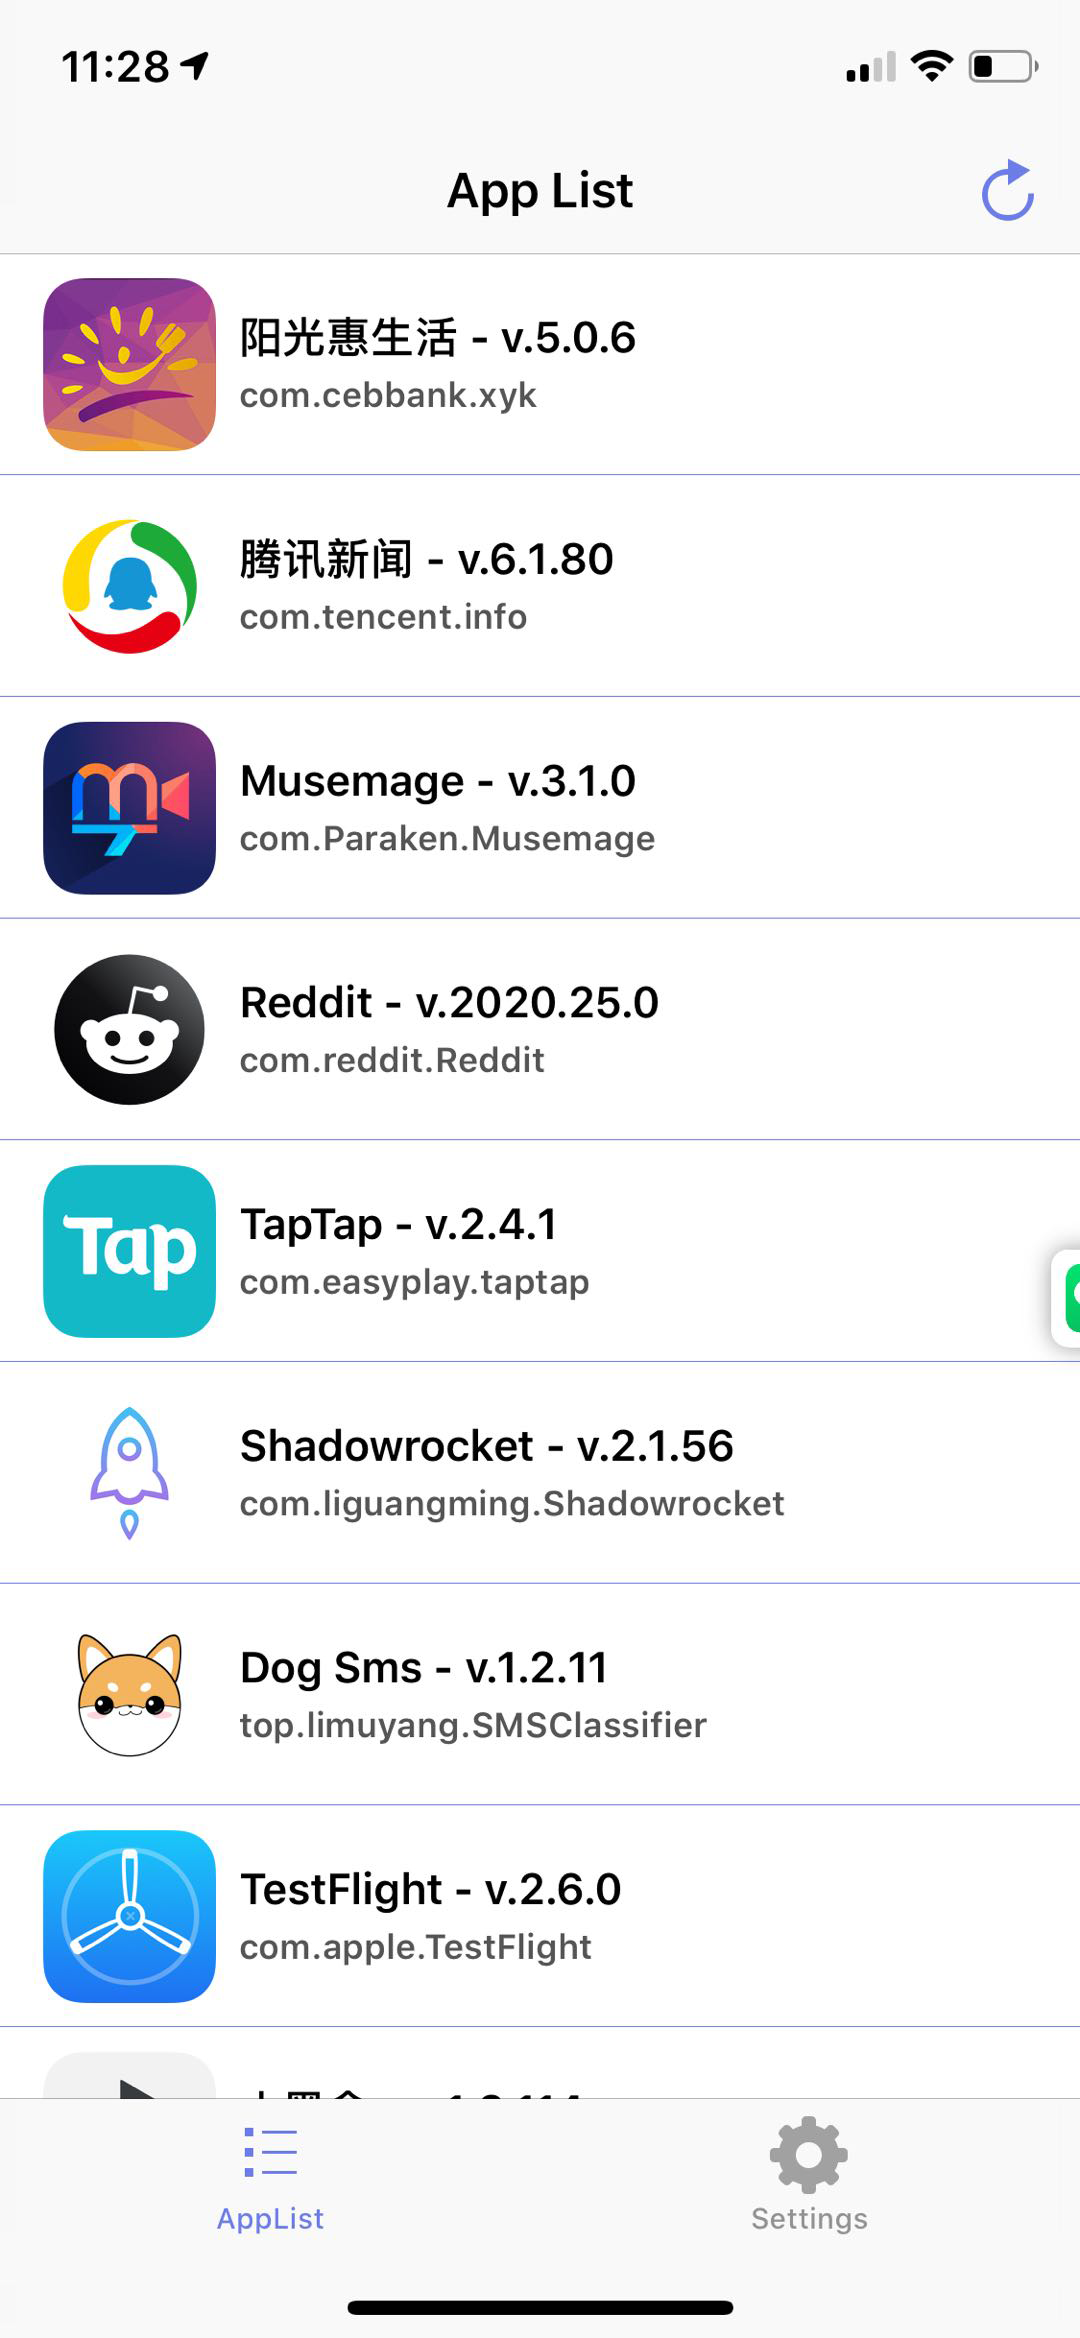 11:28
App List
阳光惠生活 - v.5.0.6
com.cebbank.xyk
腾讯新闻 - v.6.1.80
com.tencent.info
Musemage - v.3.1.0
com.Paraken.Musemage
Reddit - v.2020.25.0
com.reddit.Reddit
Tap
TapTap - v.2.4.1
com.easyplay.taptap
Shadowrocket - v.2.1.56
com.liguangming.Shadowrocket
Dog Sms - v.1.2.11
top.limuyang.SMSClassifier
TestFlight - v.2.6.0
com.apple.TestFlight
AppList
Settings